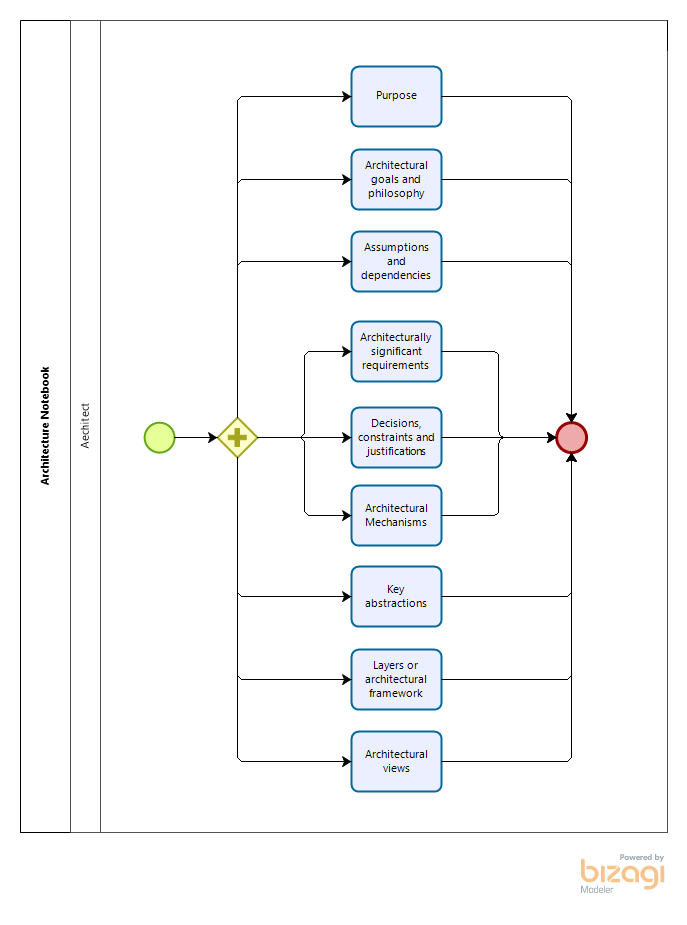 Architecture Notebook
Aechitect
Purpose
Architectural
goals and
philosophy
Assumptions
and
dependencies
Architecturally
significant
requirements
Decisions,
constraints and
justifications
Architectural
Mechanisms
Key
abstractions
Layers or
architectural
framework
Architectural
views
Powered by
bizagi
Modeler